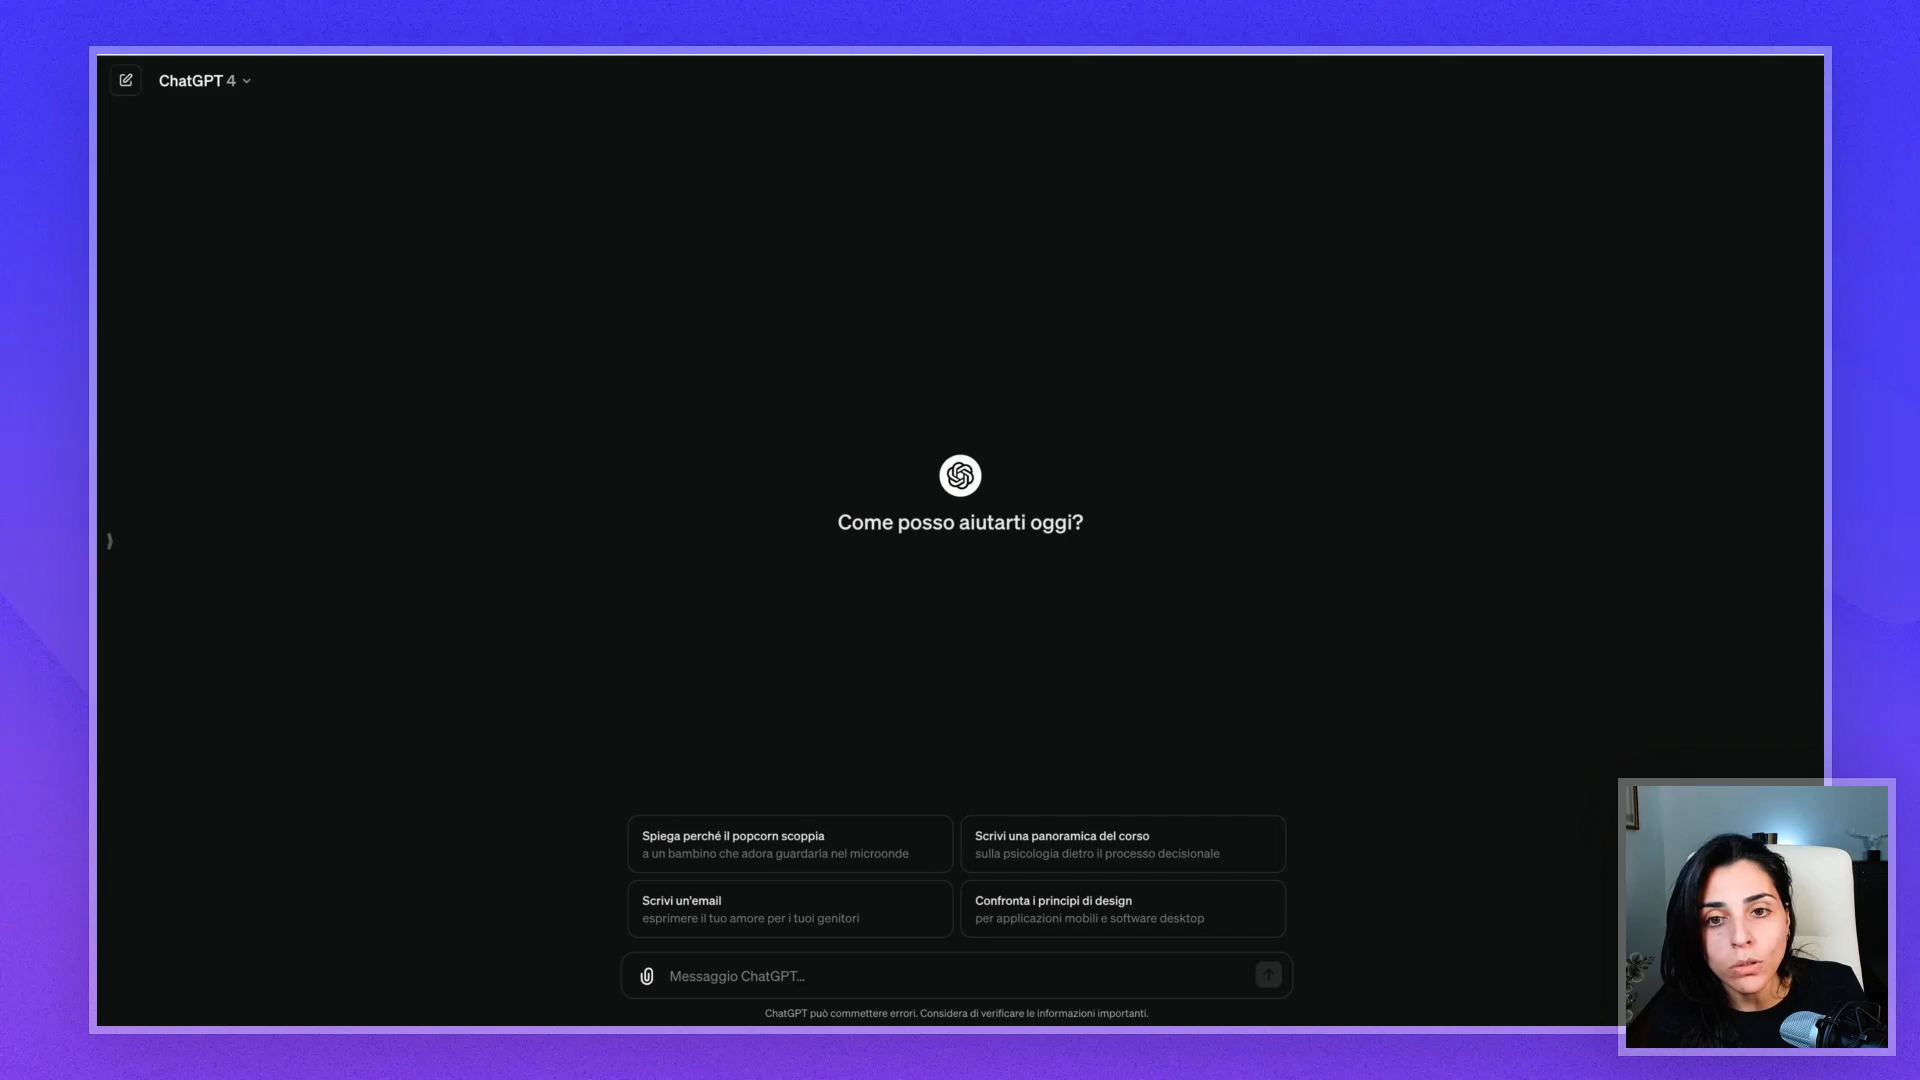 ChatGPT 4
Come posso aiutarti oggi?
Spiega perché il popcorn scoppia
a un bambino che adora guardarla nel microonde
Scrivi una panoramica del corso
sulla psicologia dietro il processo decisionale
Scrivi un'email
esprimere il tuo amore per i tuoi genitori
Confronta i principi di design
per applicazioni mobili e software desktop
Messaggio ChatGPT...
ChatGPT può commettere errori. Considera di verificare le informazioni importanti.